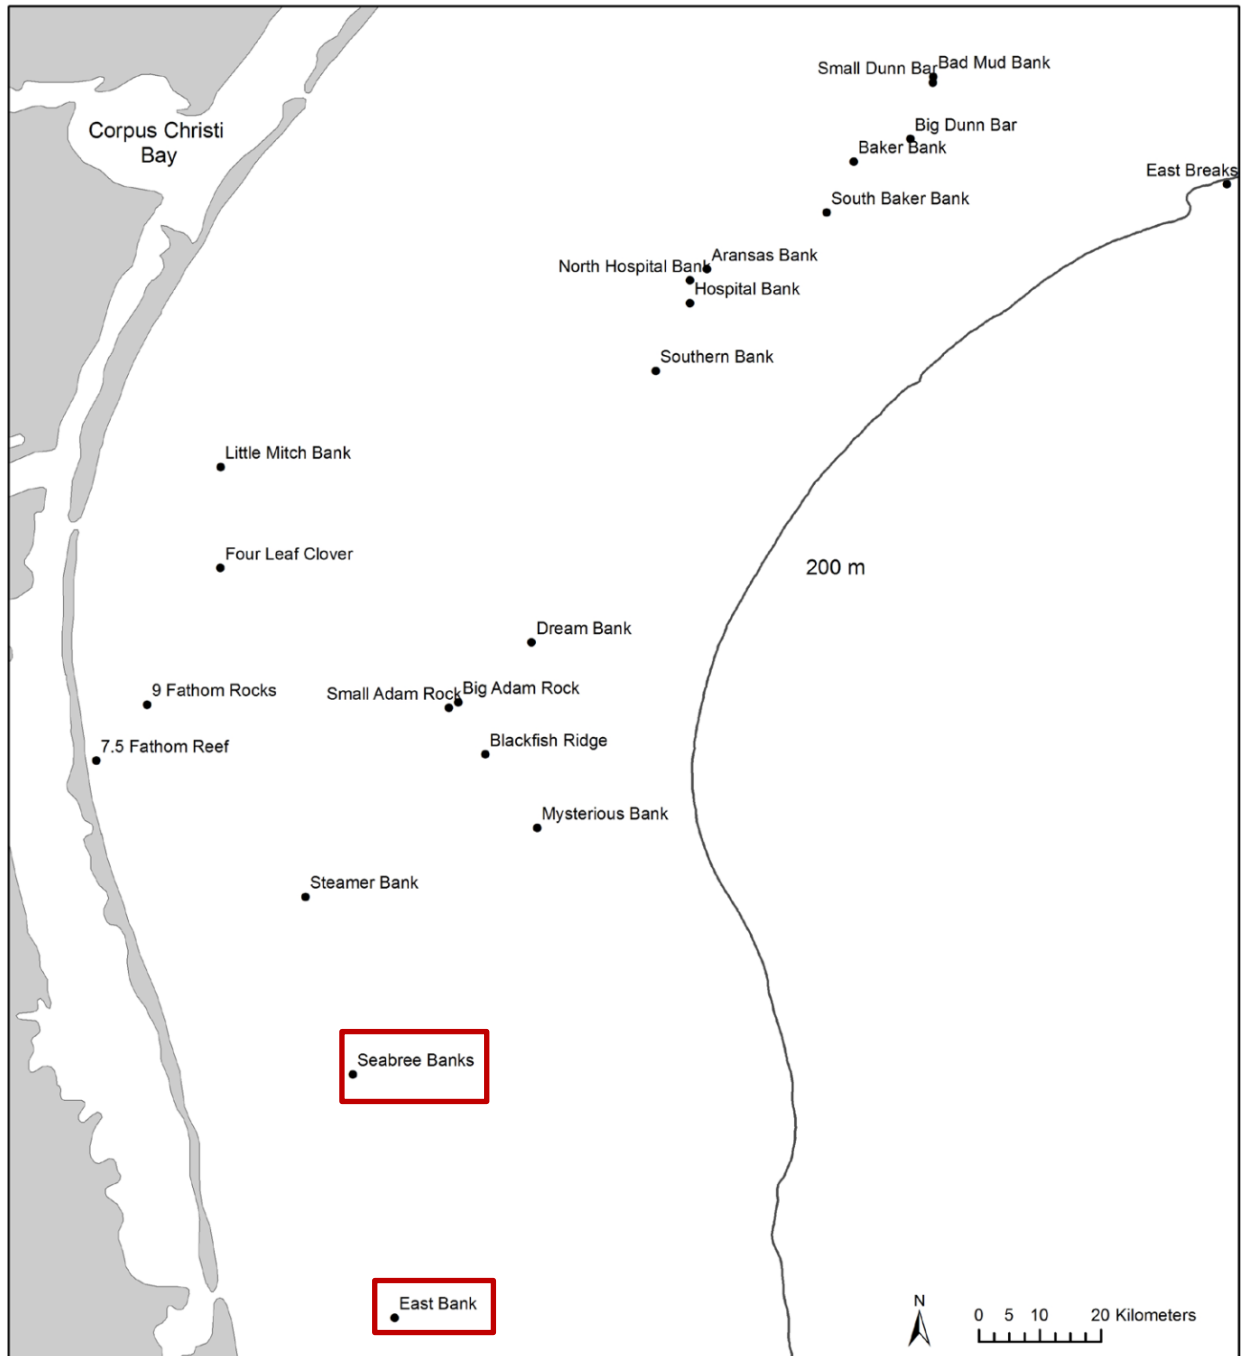 Small Dunn Bar
Bad Mud Bank
Corpus Christi
Bay
Big Dunn Bar
Baker Bank
East Breaks
South Baker Bank
Aransas Bank
North Hospital Bank
Hospital Bank
Southern Bank
Little Mitch Bank
Four Leaf Clover
200 m
Dream Bank
9 Fathom Rocks
Small Adam Rock
Big Adam Rock
7.5 Fathom Reef
Blackfish Ridge
Mysterious Bank
Steamer Bank
Seabree Banks
East Bank
N
0 5 10 20 Kilometers